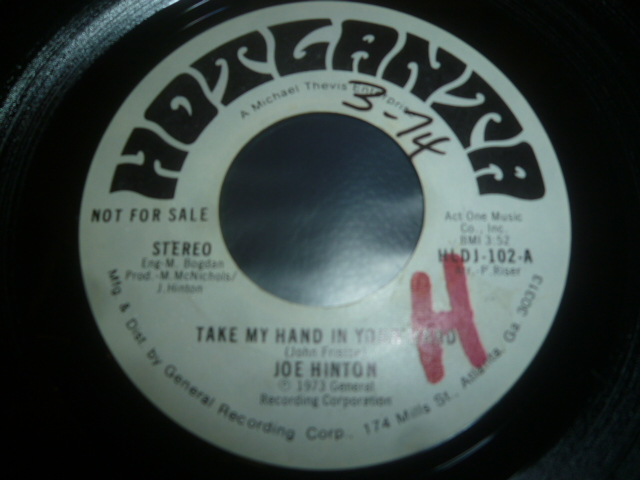 HOTLANTA
A Michael Thevis Enterprise
3-74
NOT FOR SALE
STEREO
Eng-M. Bogdan
Prod.-M.McNichols/
J.Hinton
Act One Music
Co., Inc.
BMI 3:52
HLDJ-102-A
Arr.-P.Riser
H
TAKE MY HAND IN YOUR HAND
JOE HINTON
℗ 1973 General
Recording Corporation
Mfg & Dist. by General Recording Corp. 174 Mills St., Atlanta, Ga. 30313